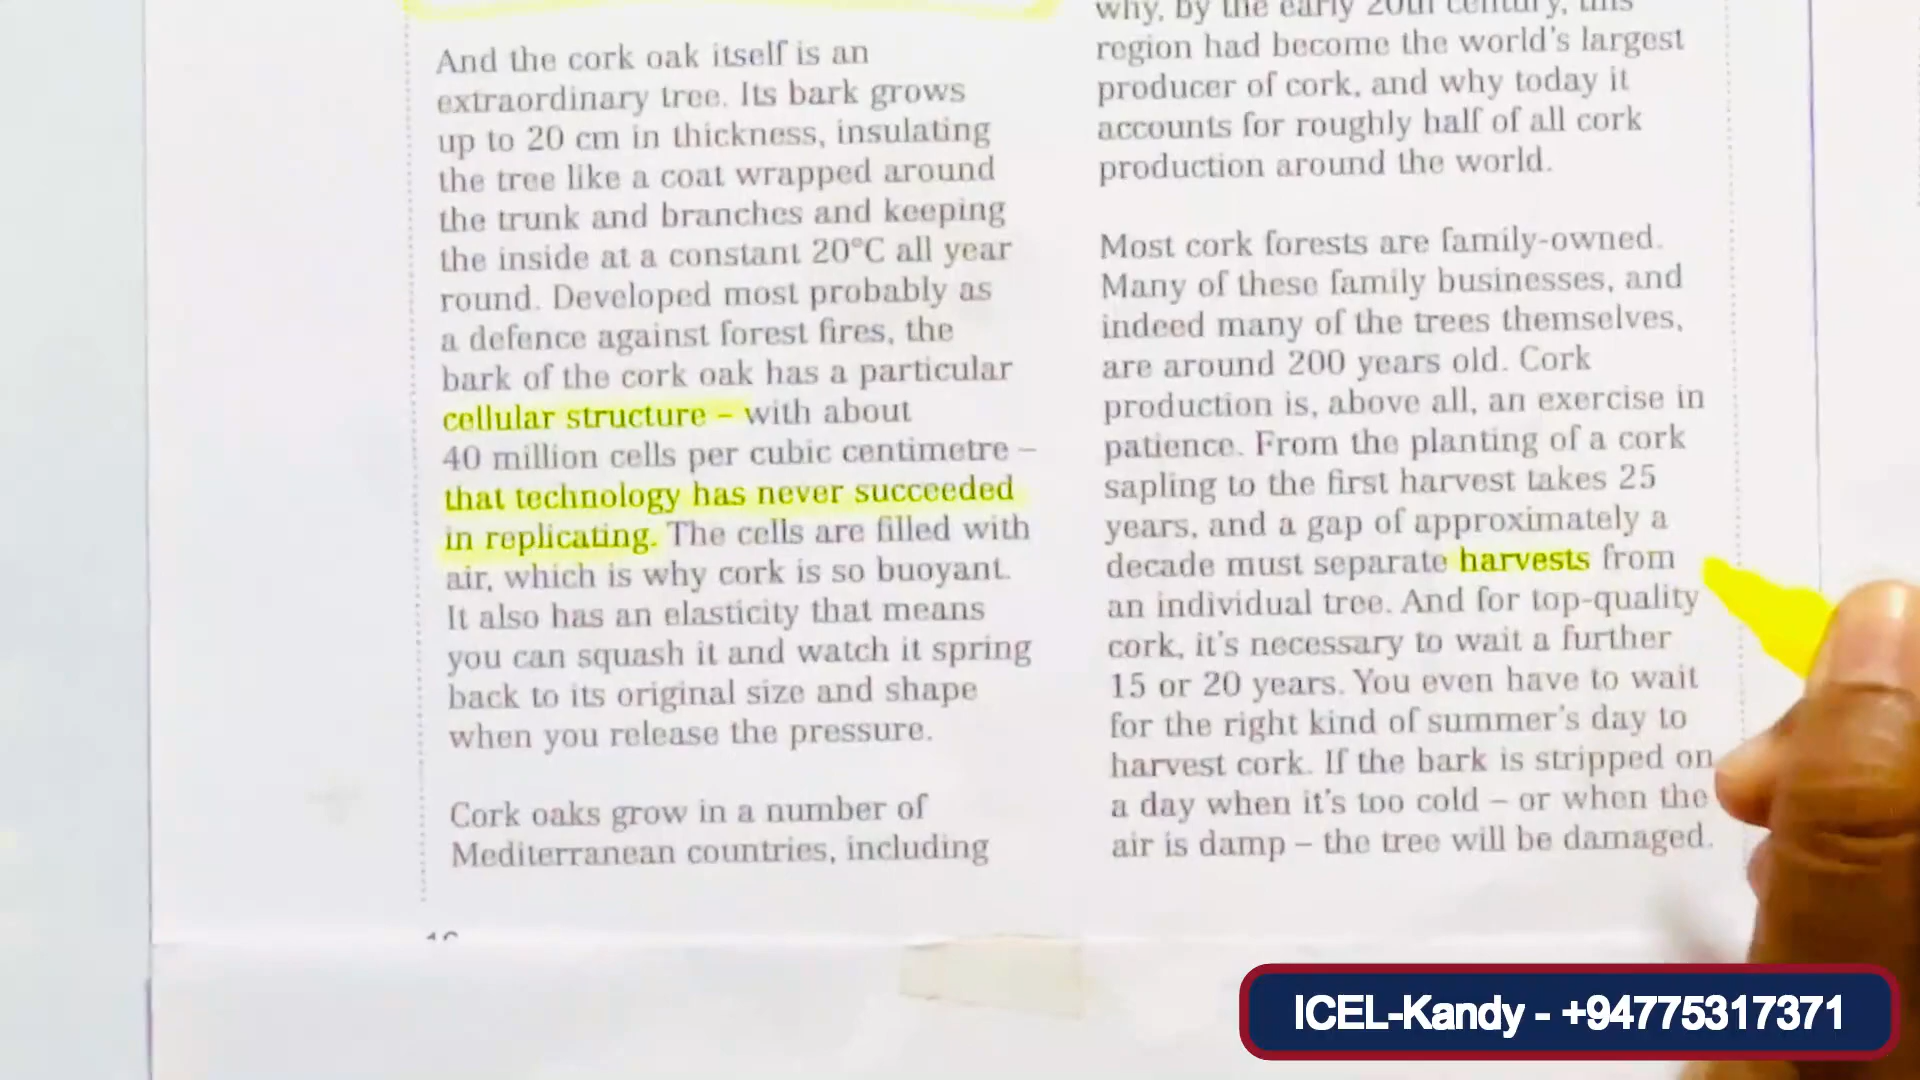 And the cork oak itself is an
extraordinary tree. Its bark grows
up to 20 cm in thickness, insulating
the tree like a coat wrapped around
the trunk and branches and keeping
the inside at a constant 20°C all year
round. Developed most probably as
a defence against forest fires, the
bark of the cork oak has a particular
cellular structure – with about
40 million cells per cubic centimetre –
that technology has never succeeded
in replicating. The cells are filled with
air, which is why cork is so buoyant.
It also has an elasticity that means
you can squash it and watch it spring
back to its original size and shape
when you release the pressure.
Cork oaks grow in a number of
Mediterranean countries, including
why, by the early 20th century, this
region had become the world's largest
producer of cork, and why today it
accounts for roughly half of all cork
production around the world.
Most cork forests are family-owned.
Many of these family businesses, and
indeed many of the trees themselves,
are around 200 years old. Cork
production is, above all, an exercise in
patience. From the planting of a cork
sapling to the first harvest takes 25
years, and a gap of approximately a
decade must separate harvests from
an individual tree. And for top-quality
cork, it's necessary to wait a further
15 or 20 years. You even have to wait
for the right kind of summer's day to
harvest cork. If the bark is stripped on
a day when it's too cold – or when the
air is damp – the tree will be damaged.
ICEL-Kandy - +94775317371